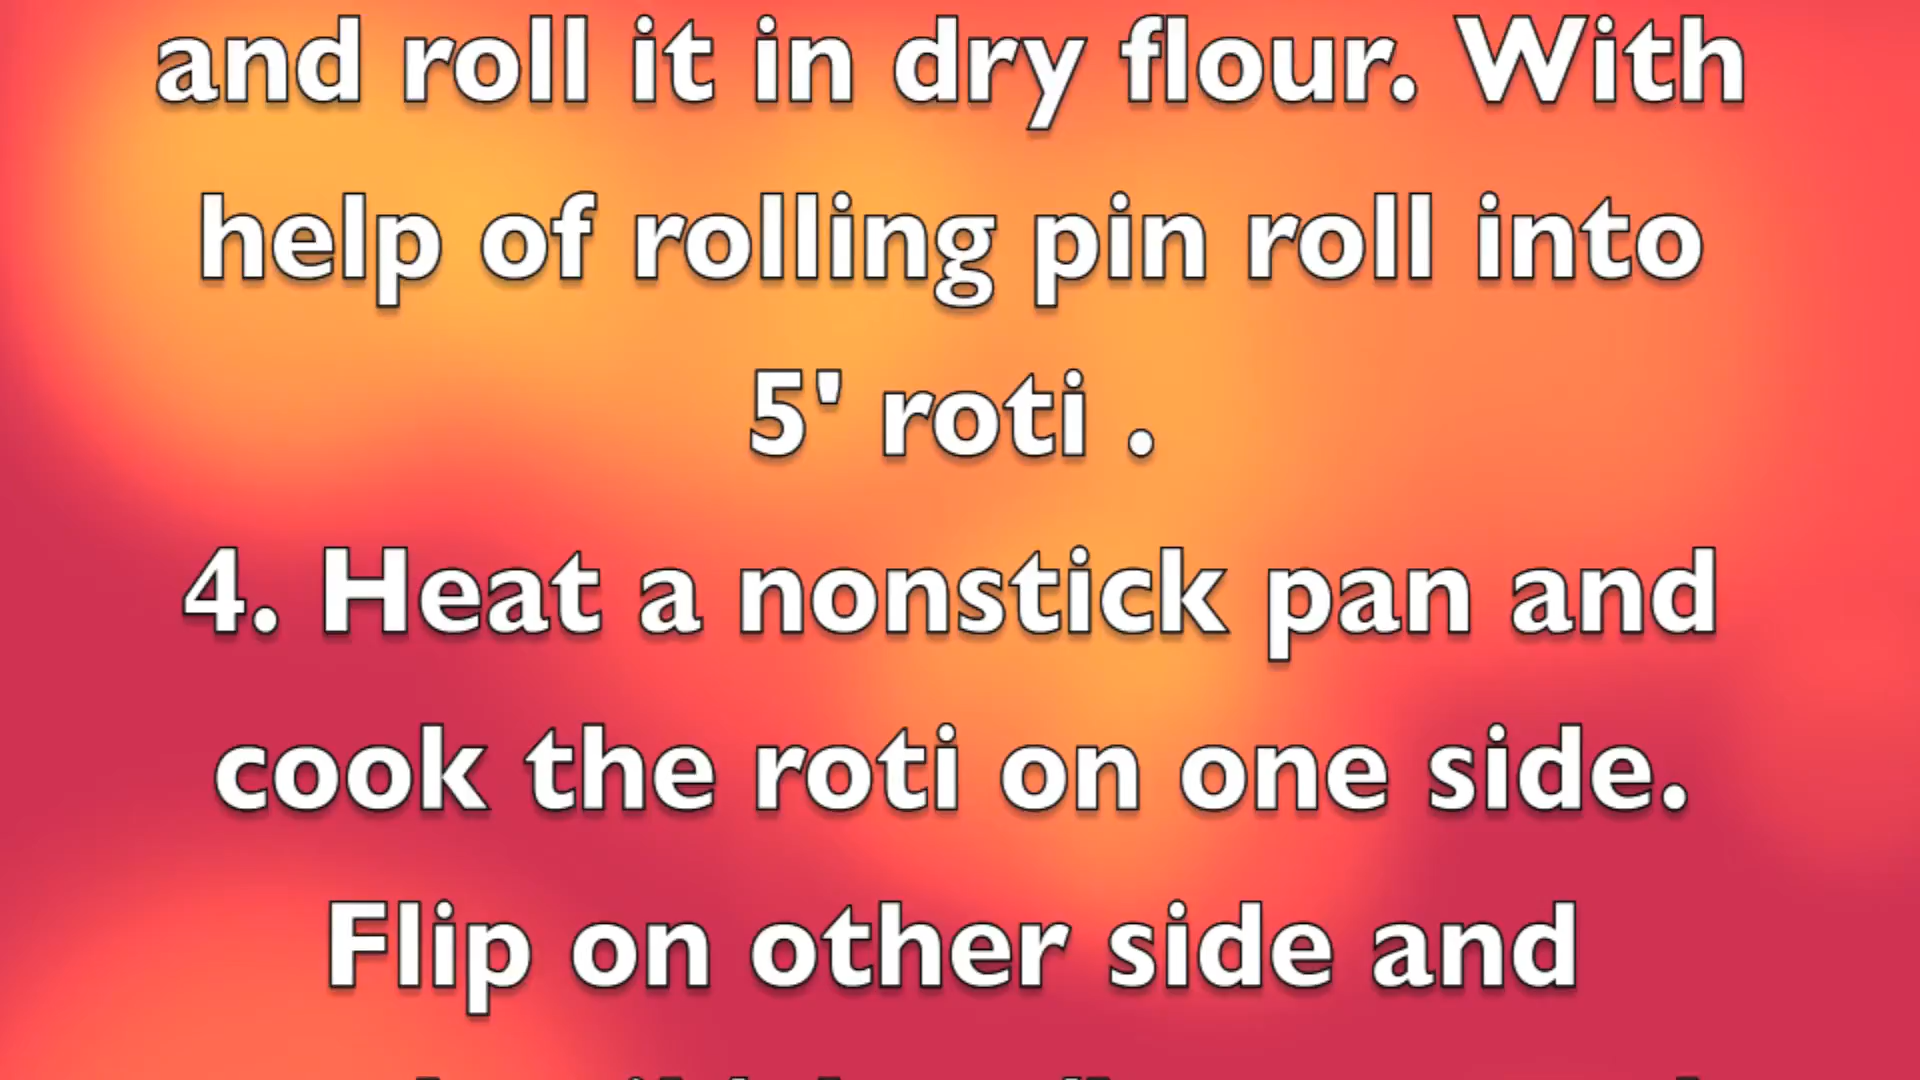 and roll it in dry flour. With
help of rolling pin roll into
5' roti .
4. Heat a nonstick pan and
cook the roti on one side.
Flip on other side and